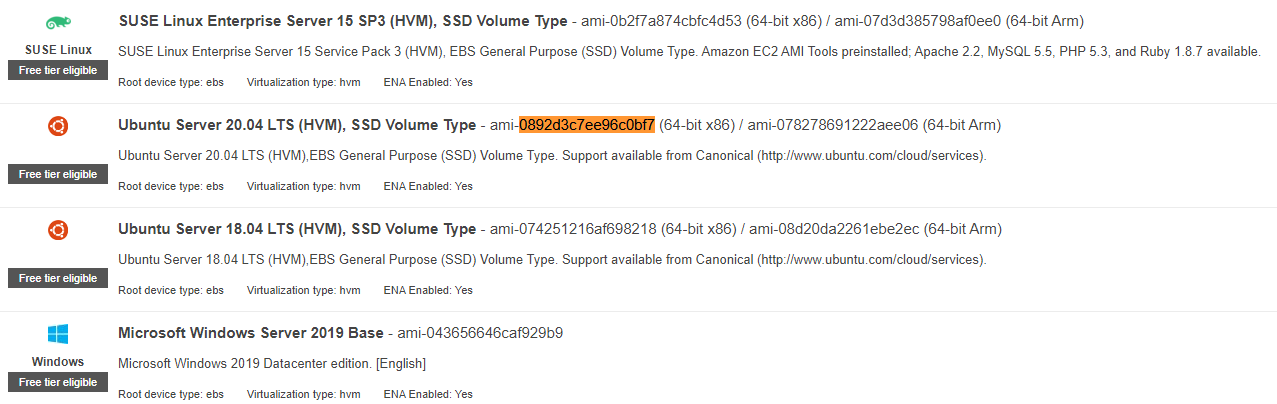 SUSE Linux Enterprise Server 15 SP3 (HVM), SSD Volume Type - ami-0b2f7a874cbfc4d53 (64-bit x86) / ami-07d3d385798af0ee0 (64-bit Arm)
SUSE Linux
Free tier eligible
SUSE Linux Enterprise Server 15 Service Pack 3 (HVM), EBS General Purpose (SSD) Volume Type. Amazon EC2 AMI Tools preinstalled; Apache 2.2, MySQL 5.5, PHP 5.3, and Ruby 1.8.7 available.
Root device type: ebs Virtualization type: hvm ENA Enabled: Yes
Ubuntu Server 20.04 LTS (HVM), SSD Volume Type - ami-0892d3c7ee96c0bf7 (64-bit x86) / ami-078278691222aee06 (64-bit Arm)
Free tier eligible
Ubuntu Server 20.04 LTS (HVM),EBS General Purpose (SSD) Volume Type. Support available from Canonical (http://www.ubuntu.com/cloud/services).
Root device type: ebs Virtualization type: hvm ENA Enabled: Yes
Ubuntu Server 18.04 LTS (HVM), SSD Volume Type - ami-074251216af698218 (64-bit x86) / ami-08d20da2261ebe2ec (64-bit Arm)
Free tier eligible
Ubuntu Server 18.04 LTS (HVM),EBS General Purpose (SSD) Volume Type. Support available from Canonical (http://www.ubuntu.com/cloud/services).
Root device type: ebs Virtualization type: hvm ENA Enabled: Yes
Microsoft Windows Server 2019 Base - ami-043656646caf929b9
Windows
Free tier eligible
Microsoft Windows 2019 Datacenter edition. [English]
Root device type: ebs Virtualization type: hvm ENA Enabled: Yes